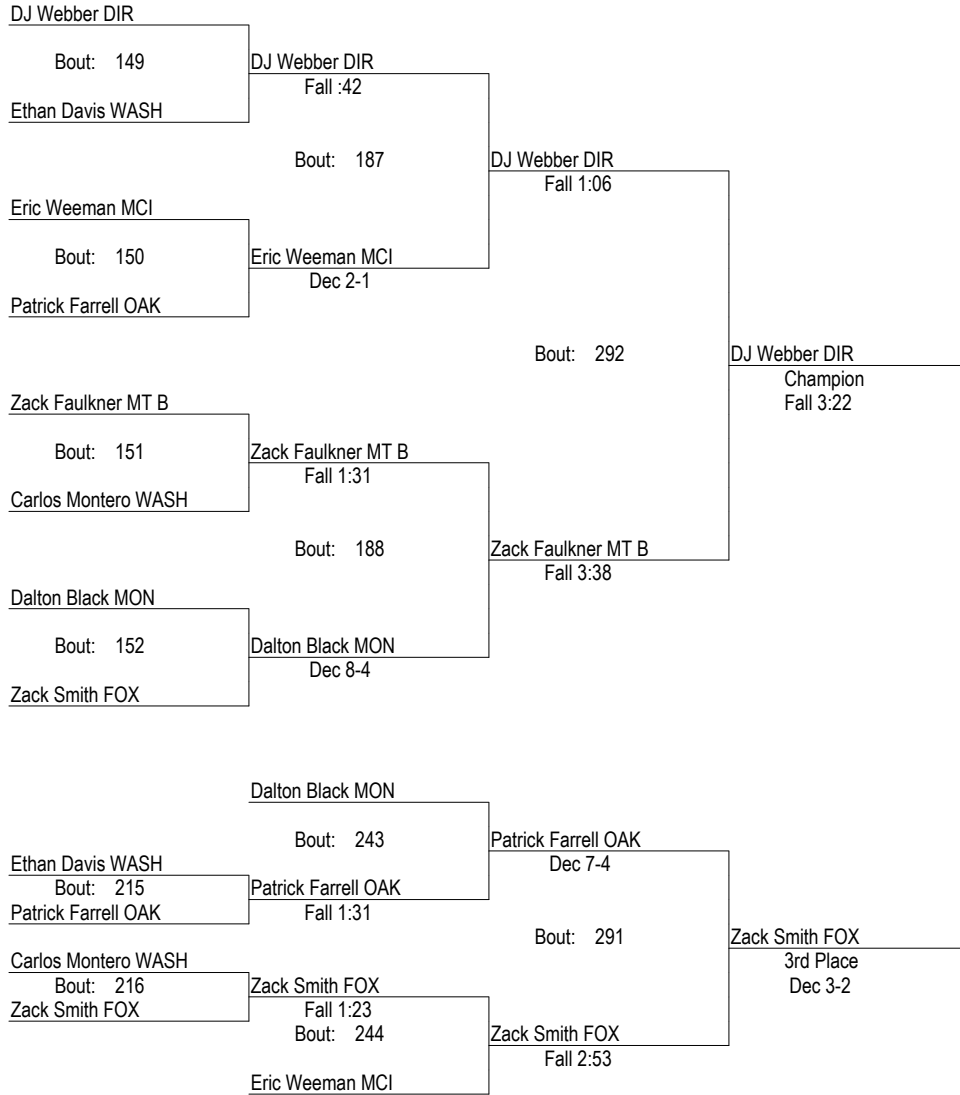 DJ Webber DIR
Bout: 149
DJ Webber DIR
Fall :42
Ethan Davis WASH
Bout: 187
DJ Webber DIR
Fall 1:06
Eric Weeman MCI
Bout: 150
Eric Weeman MCI
Dec 2-1
Patrick Farrell OAK
Bout: 292
DJ Webber DIR
Champion
Fall 3:22
Zack Faulkner MT B
Bout: 151
Zack Faulkner MT B
Fall 1:31
Carlos Montero WASH
Bout: 188
Zack Faulkner MT B
Fall 3:38
Dalton Black MON
Bout: 152
Dalton Black MON
Dec 8-4
Zack Smith FOX
Dalton Black MON
Bout: 243
Patrick Farrell OAK
Dec 7-4
Ethan Davis WASH
Bout: 215
Patrick Farrell OAK
Patrick Farrell OAK
Fall 1:31
Bout: 291
Zack Smith FOX
3rd Place
Dec 3-2
Carlos Montero WASH
Bout: 216
Zack Smith FOX
Zack Smith FOX
Fall 1:23
Bout: 244
Zack Smith FOX
Fall 2:53
Eric Weeman MCI